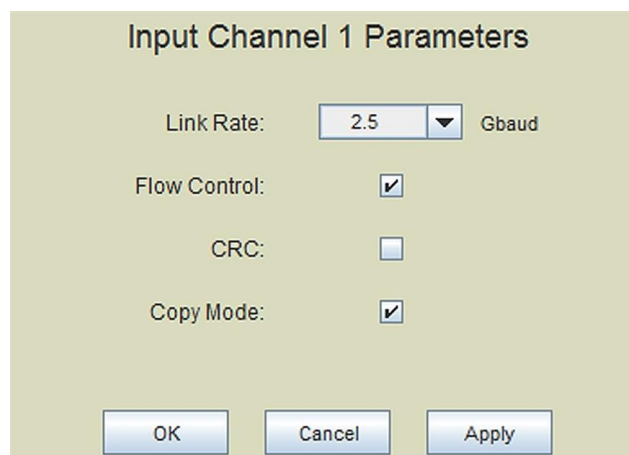 Input Channel 1 Parameters
Link Rate: 2.5 Gbaud
Flow Control:
CRC:
Copy Mode:
OK Cancel Apply